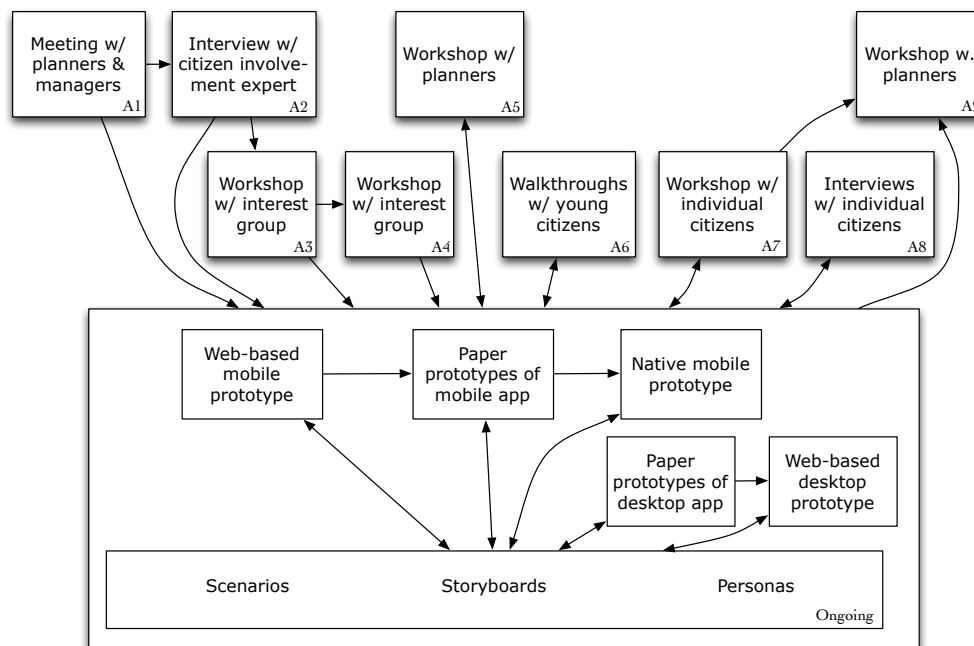 Meeting w/
planners &
managers
A1
Interview w/
citizen involve-
ment expert
A2
Workshop w/
planners
A5
Workshop w.
planners
Workshop
w/ interest
group
A3
Workshop
w/ interest
group
A4
Walkthroughs
w/ young
citizens
A6
Workshop w/
individual
citizens
A7
Interviews
w/ individual
citizens
A8
Web-based
mobile
prototype
Paper
prototypes of
mobile app
Native mobile
prototype
Paper
prototypes of
desktop app
Web-based
desktop
prototype
Scenarios
Storyboards
Personas
Ongoing